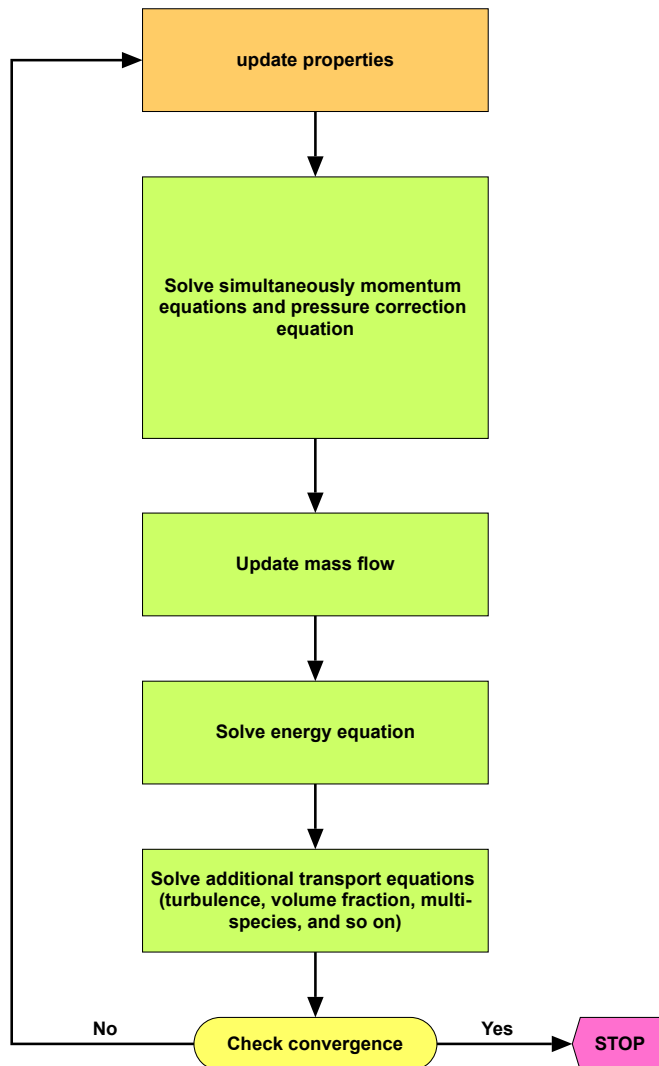 update properties
Solve simultaneously momentum
equations and pressure correction
equation
Update mass flow
Solve energy equation
Solve additional transport equations
(turbulence, volume fraction, multi-
species, and so on)
No
Check convergence
Yes
STOP